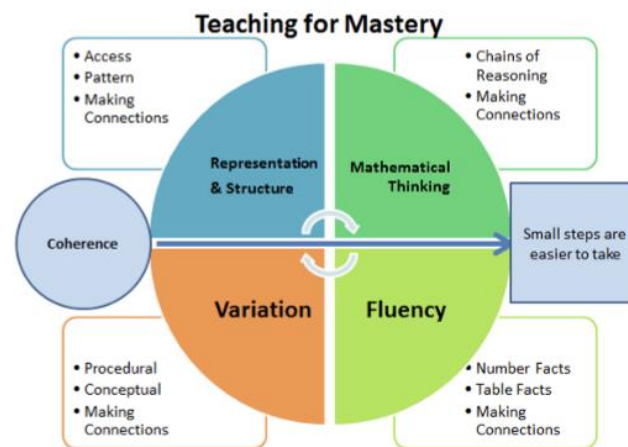 Teaching for Mastery
• Access
• Pattern
• Making
Connections
• Chains of
Reasoning
• Making
Connections
Representation
& Structure
Mathematical
Thinking
Coherence
Small steps are
easier to take
Variation
Fluency
• Procedural
• Conceptual
• Making
Connections
• Number Facts
• Table Facts
• Making
Connections